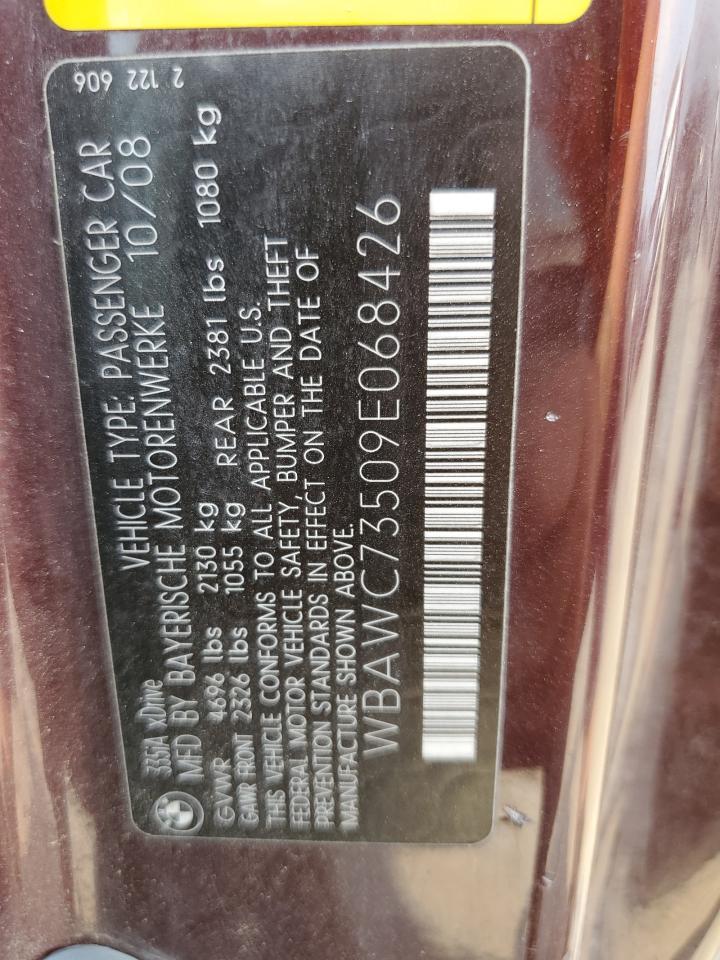 335iA xDrive VEHICLE TYPE: PASSENGER CAR 2 122 606
MFD BY BAYERISCHE MOTORENWERKE 10/08
GVWR 4696 lbs 2130 kg
GAWR FRONT 2326 lbs 1055 kg REAR 2381 lbs 1080 kg
THIS VEHICLE CONFORMS TO ALL APPLICABLE U.S.
FEDERAL MOTOR VEHICLE SAFETY, BUMPER AND THEFT
PREVENTION STANDARDS IN EFFECT ON THE DATE OF
MANUFACTURE SHOWN ABOVE.
WBAWC73509E068426